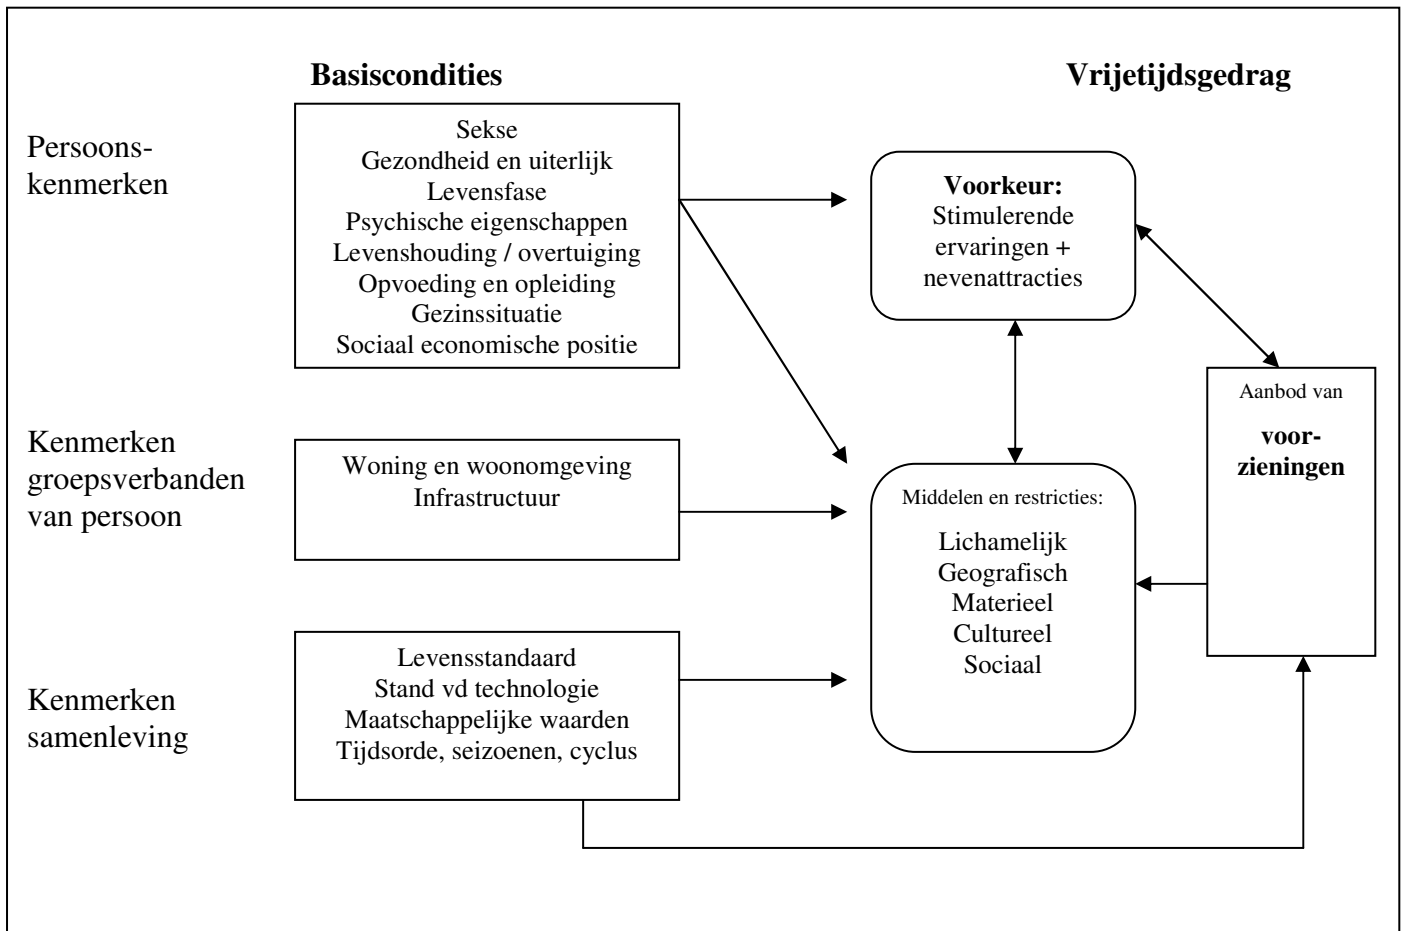 Basiscondities
Vrijetijdsgedrag
Persoons-
kenmerken
Sekse
Gezondheid en uiterlijk
Levensfase
Psychische eigenschappen
Levenshouding / overtuiging
Opvoeding en opleiding
Gezinssituatie
Sociaal economische positie
Voorkeur:
Stimulerende
ervaringen +
nevenattracties
Aanbod van
voor-
zieningen
Kenmerken
groepsverbanden
van persoon
Woning en woonomgeving
Infrastructuur
Middelen en restricties:
Lichamelijk
Geografisch
Materieel
Cultureel
Sociaal
Kenmerken
samenleving
Levensstandaard
Stand vd technologie
Maatschappelijke waarden
Tijdsorde, seizoenen, cyclus